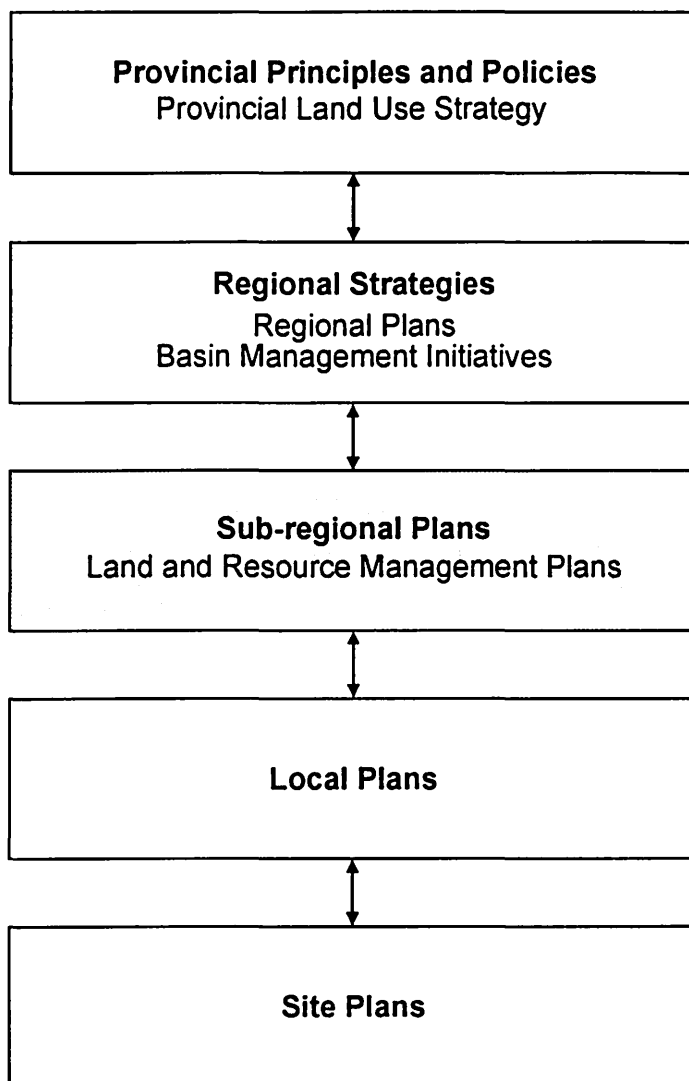 Provincial Principles and Policies
Provincial Land Use Strategy
Regional Strategies
Regional Plans
Basin Management Initiatives
Sub-regional Plans
Land and Resource Management Plans
Local Plans
Site Plans